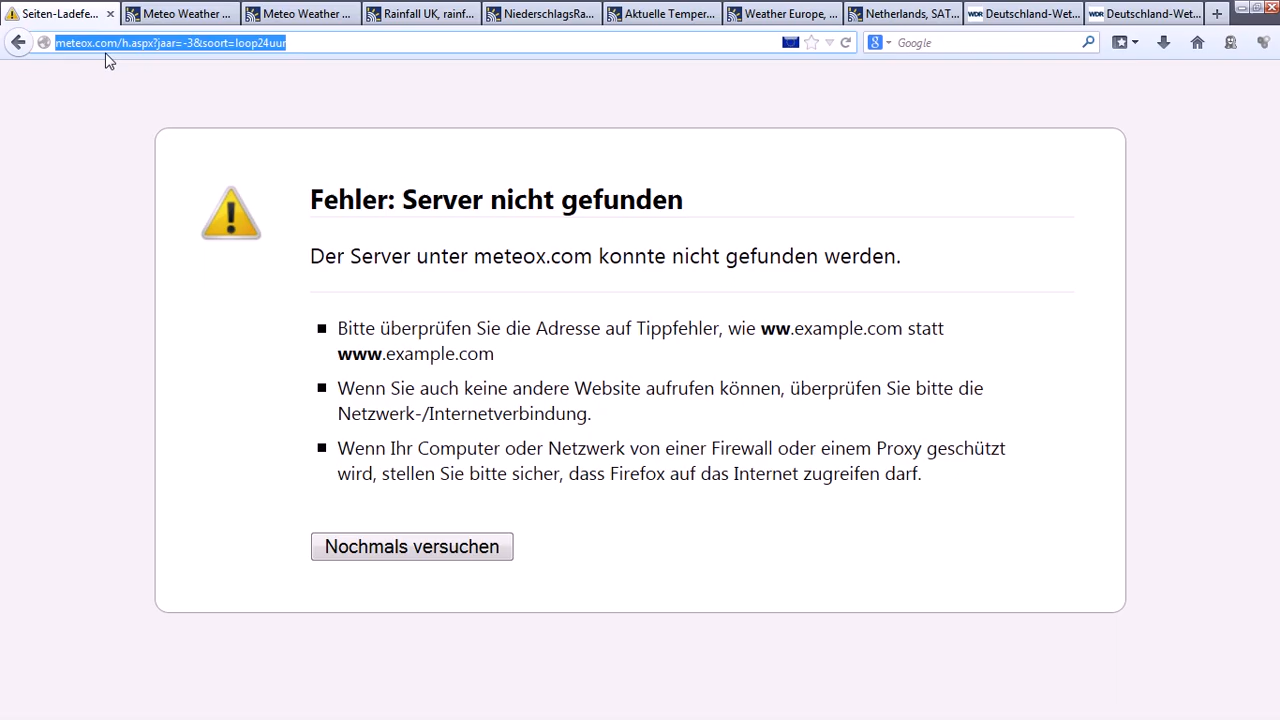 Seiten-Ladefe... Meteo Weather ... Meteo Weather ... Rainfall UK, rainf... NiederschlagsRa... Aktuelle Temper... Weather Europe, ... Netherlands, SAT... WDR Deutschland-Wet... WDR Deutschland-Wet...
meteox.com/h.aspx?jaar=-3&soort=loop24uur Google
Fehler: Server nicht gefunden
Der Server unter meteox.com konnte nicht gefunden werden.
Bitte überprüfen Sie die Adresse auf Tippfehler, wie ww.example.com statt
www.example.com
Wenn Sie auch keine andere Website aufrufen können, überprüfen Sie bitte die
Netzwerk-/Internetverbindung.
Wenn Ihr Computer oder Netzwerk von einer Firewall oder einem Proxy geschützt
wird, stellen Sie bitte sicher, dass Firefox auf das Internet zugreifen darf.
Nochmals versuchen